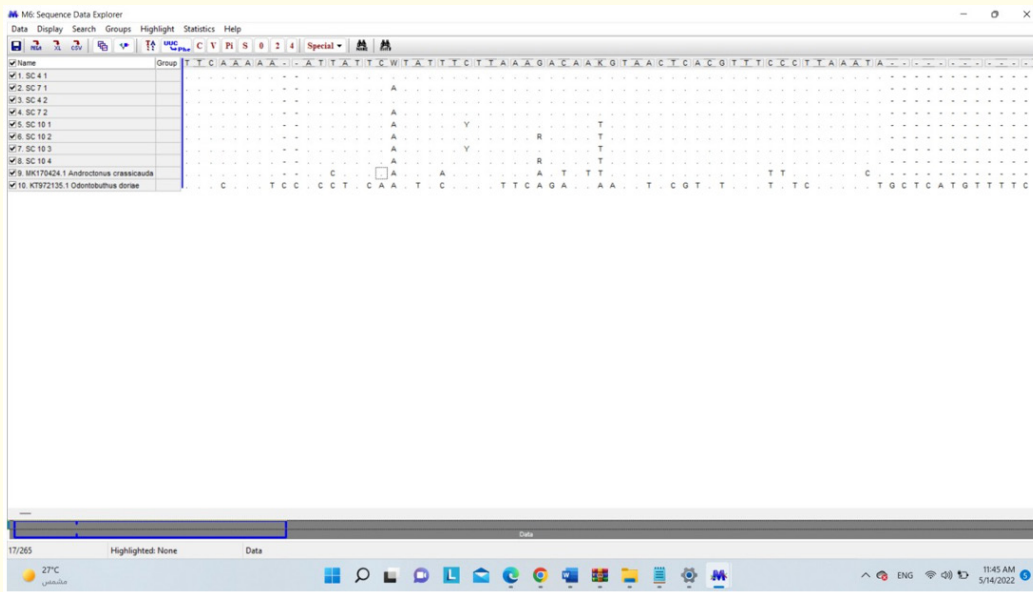 M6: Sequence Data Explorer
Data Display Search Groups Highlight Statistics Help
C V Pi S 0 2 4 Special
Name Group T T C A A A A A - - A T T A T T C W T A T T T C T T A A A G A C A A K G T A A C T C A C G T T T C C C T T A A A T A - - - - - - - - - - - -
1. SC 4 1 . . . . . . . . - - . . . . . . . . . . . . . . . . . . . . . . . . . . . . . . . . . . . . . . . . . . . . . . . . - - - - - - - - - - - -
2. SC 7 1 . . . . . . . . - - . . . . . . . A . . . . . . . . . . . . . . . . . . . . . . . . . . . . . . . . . . . . . . . . - - - - - - - - - - - -
3. SC 4 2 . . . . . . . . - - . . . . . . . . . . . . . . . . . . . . . . . . . . . . . . . . . . . . . . . . . . . . . . . . - - - - - - - - - - - -
4. SC 7 2 . . . . . . . . - - . . . . . . . A . . . . . . . . . . . . . . . . . . . . . . . . . . . . . . . . . . . . . . . . - - - - - - - - - - - -
5. SC 10 1 . . . . . . . . - - . . . . . . . A . . . . . Y . . . . . . . . . . T . . . . . . . . . . . . . . . . . . . . . . . - - - - - - - - - - - -
6. SC 10 2 . . . . . . . . - - . . . . . . . A . . . . . . . . . . . R . . . . T . . . . . . . . . . . . . . . . . . . . . . . - - - - - - - - - - - -
7. SC 10 3 . . . . . . . . - - . . . . . . . A . . . . . Y . . . . . . . . . . T . . . . . . . . . . . . . . . . . . . . . . . - - - - - - - - - - - -
8. SC 10 4 . . . . . . . . - - . . . . . . . A . . . . . . . . . . . R . . . . T . . . . . . . . . . . . . . . . . . . . . . . - - - - - - - - - - - -
9. MK170424.1 Androctonus crassicauda . . . . . . . . - - . . C . . . . A . . . A . . . . . . . A . T . T T . . . . . . . . . . . . . T T . . . . . . C . - - - - - - - - - - - -
10. KT972135.1 Odontobuthus doriae . . . C . . . T C C . C C T . C A A . T . C . . . . T T C A G A . . A A . . T . C G T . T . . . T . T C . . . . . T G C T C A T G T T T T C
Data
17/265 Highlighted: None Data
27°C
مشمس
ENG
11:45 AM
5/14/2022
5